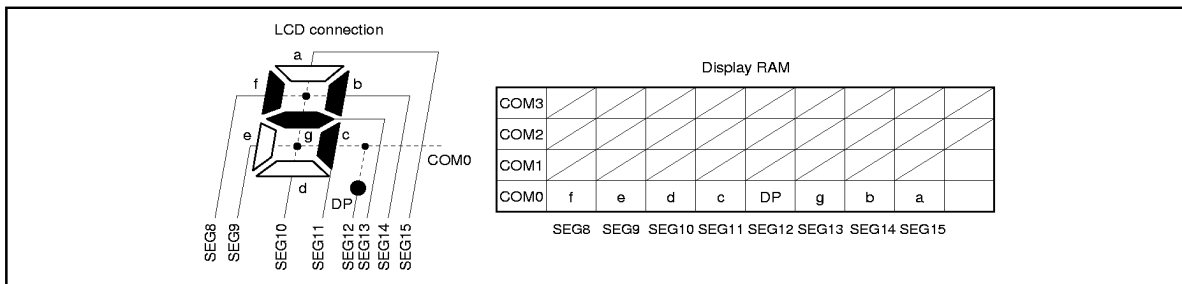 LCD connection
a
f
b
e
g
c
COM0
d
DP
SEG8
SEG9
SEG10
SEG11
SEG12
SEG13
SEG14
SEG15
Display RAM
COM3
COM2
COM1
COM0 f e d c DP g b a
SEG8 SEG9 SEG10 SEG11 SEG12 SEG13 SEG14 SEG15